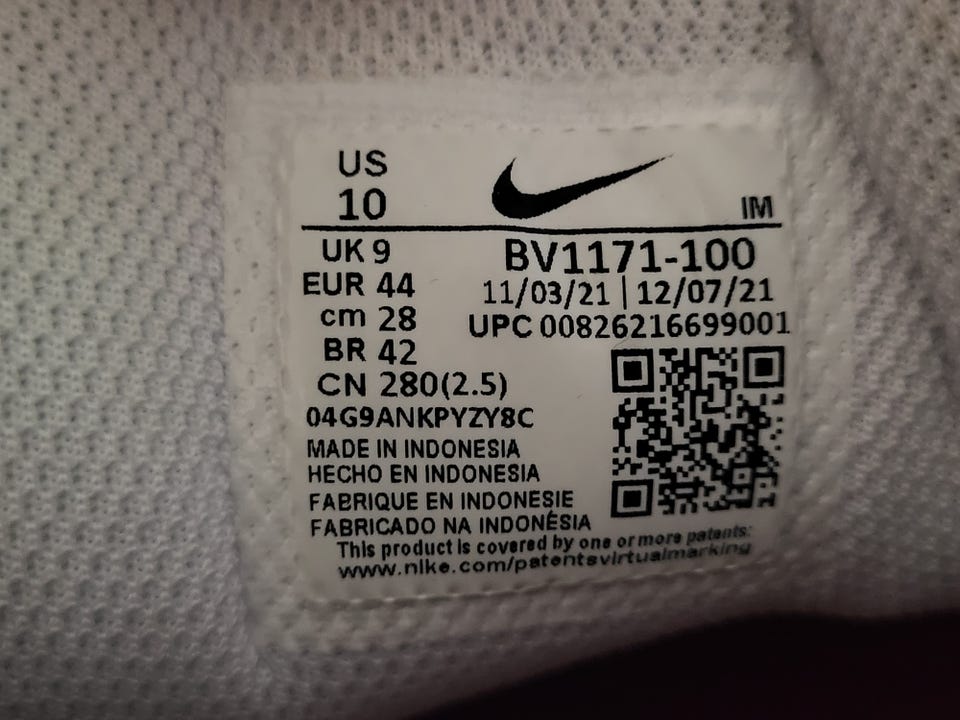 US
10
IM
UK 9
BV1171-100
EUR 44
11/03/21 | 12/07/21
cm 28
UPC 00826216699001
BR 42
CN 280(2.5)
04G9ANKPYZY8C
MADE IN INDONESIA
HECHO EN INDONESIA
FABRIQUE EN INDONESIE
FABRICADO NA INDONÉSIA
This product is covered by one or more patents:
www.nike.com/patentsvirtualmarking